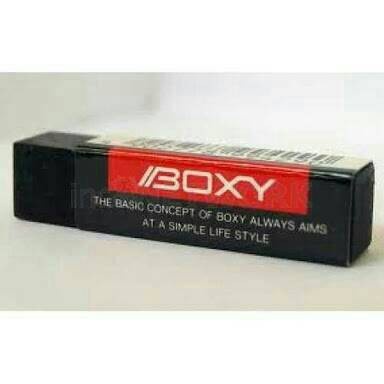 BOXY
THE BASIC CONCEPT OF BOXY ALWAYS AIMS
AT A SIMPLE LIFE STYLE